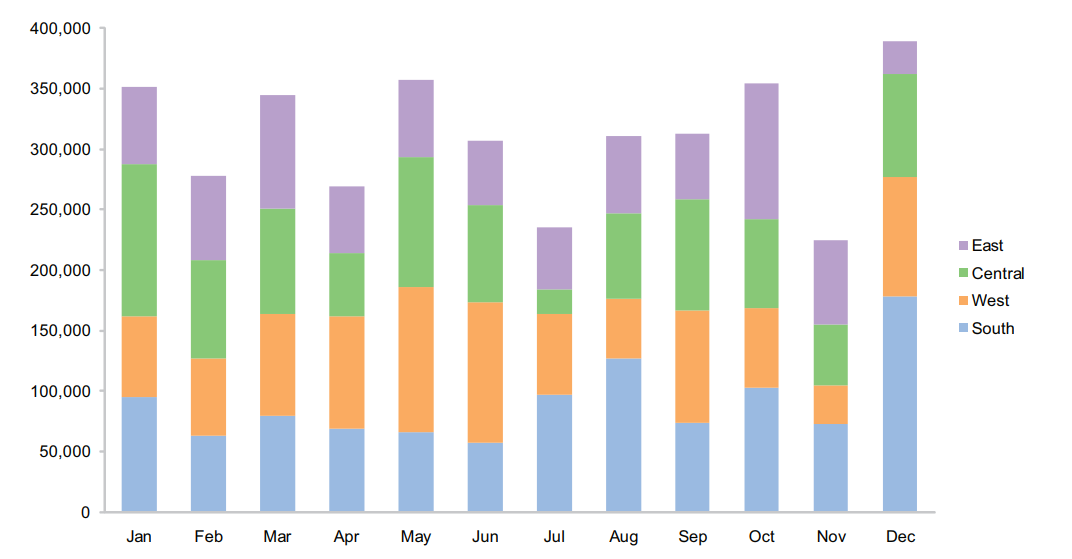 400,000
350,000
300,000
250,000
200,000
150,000
100,000
50,000
0
Jan Feb Mar Apr May Jun Jul Aug Sep Oct Nov Dec
East
Central
West
South